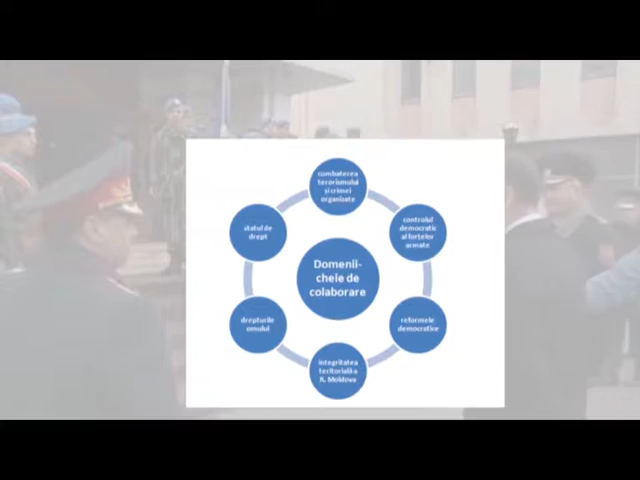 combaterea
terorismului
și crimei
organizate
controlul
democratic
al forțelor
armate
reformele
democratice
integritatea
teritorială a
R. Moldova
drepturile
omului
statul de
drept
Domenii-
cheie de
colaborare